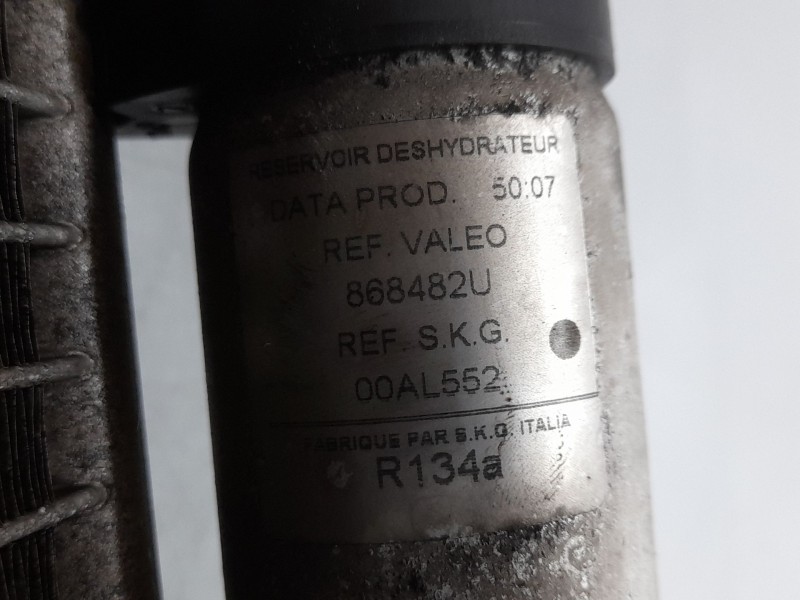 RESERVOIR DESHYDRATEUR
DATA PROD. 50:07
REF. VALEO
868482U
REF. S.K.G.
00AL552
FABRIQUE PAR S.K.G. ITALIA
R134a